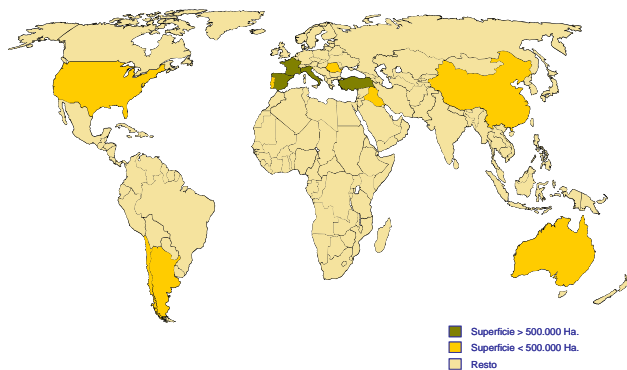 Superficie > 500.000 Ha.
Superficie < 500.000 Ha.
Resto